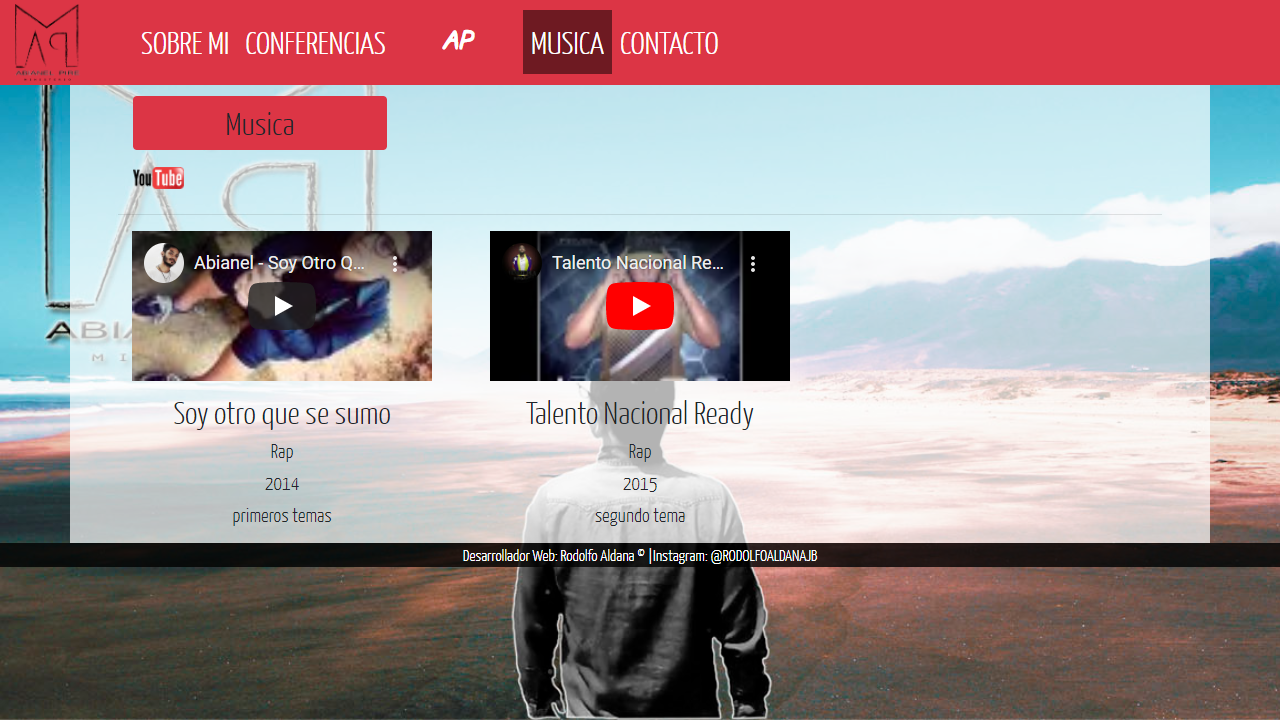 SOBRE MI CONFERENCIAS AP MUSICA CONTACTO
Musica
YouTube
Abianel - Soy Otro Q...
Talento Nacional Re...
Soy otro que se sumo
Talento Nacional Ready
Rap
Rap
2014
2015
primeros temas
segundo tema
Desarrollador Web: Rodolfo Aldana © | Instagram: @RODOLFOALDANAJB